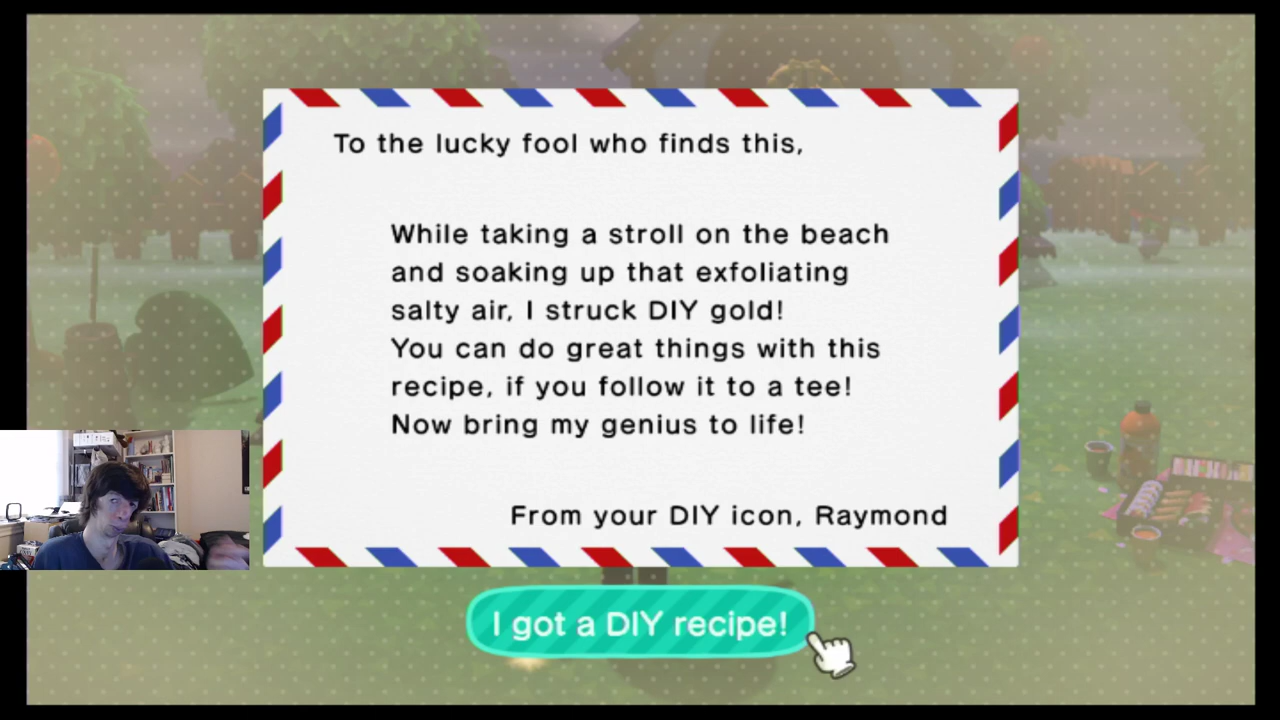 To the lucky fool who finds this,
While taking a stroll on the beach
and soaking up that exfoliating
salty air, I struck DIY gold!
You can do great things with this
recipe, if you follow it to a tee!
Now bring my genius to life!
From your DIY icon, Raymond
I got a DIY recipe!